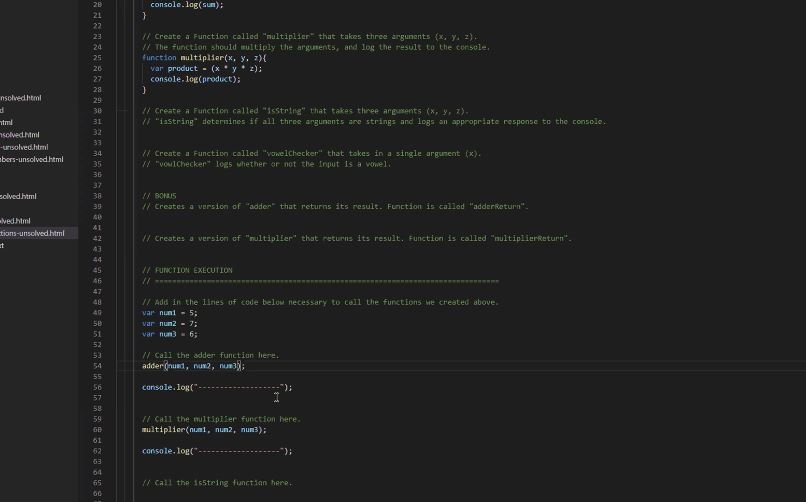 nsolved.html
d
html
nsolved.html
-unsolved.html
bers-unsolved.html
solved.html
olved.html
ctions-unsolved.html
xt
20 console.log(sum);
21 }
22
23 // Create a Function called "multiplier" that takes three arguments (x, y, z).
24 // The function should multiply the arguments, and log the result to the console.
25 function multiplier(x, y, z){
26 var product = (x * y * z);
27 console.log(product);
28 }
29
30 // Create a Function called "isString" that takes three arguments (x, y, z).
31 // "isString" determines if all three arguments are strings and logs an appropriate response to the console.
32
33
34 // Create a Function called "vowelChecker" that takes in a single argument (x).
35 // "vowlChecker" logs whether or not the input is a vowel.
36
37
38 // BONUS
39 // Creates a version of "adder" that returns its result. Function is called "adderReturn".
40
41
42 // Creates a version of "multiplier" that returns its result. Function is called "multiplierReturn".
43
44
45 // FUNCTION EXECUTION
46 // ================================================================================
47
48 // Add in the lines of code below necessary to call the functions we created above.
49 var num1 = 5;
50 var num2 = 7;
51 var num3 = 6;
52
53 // Call the adder function here.
54 adder(num1, num2, num3);
55
56 console.log("-------------------");
57
58
59 // Call the multiplier function here.
60 multiplier(num1, num2, num3);
61
62 console.log("-------------------");
63
64
65 // Call the isString function here.
66